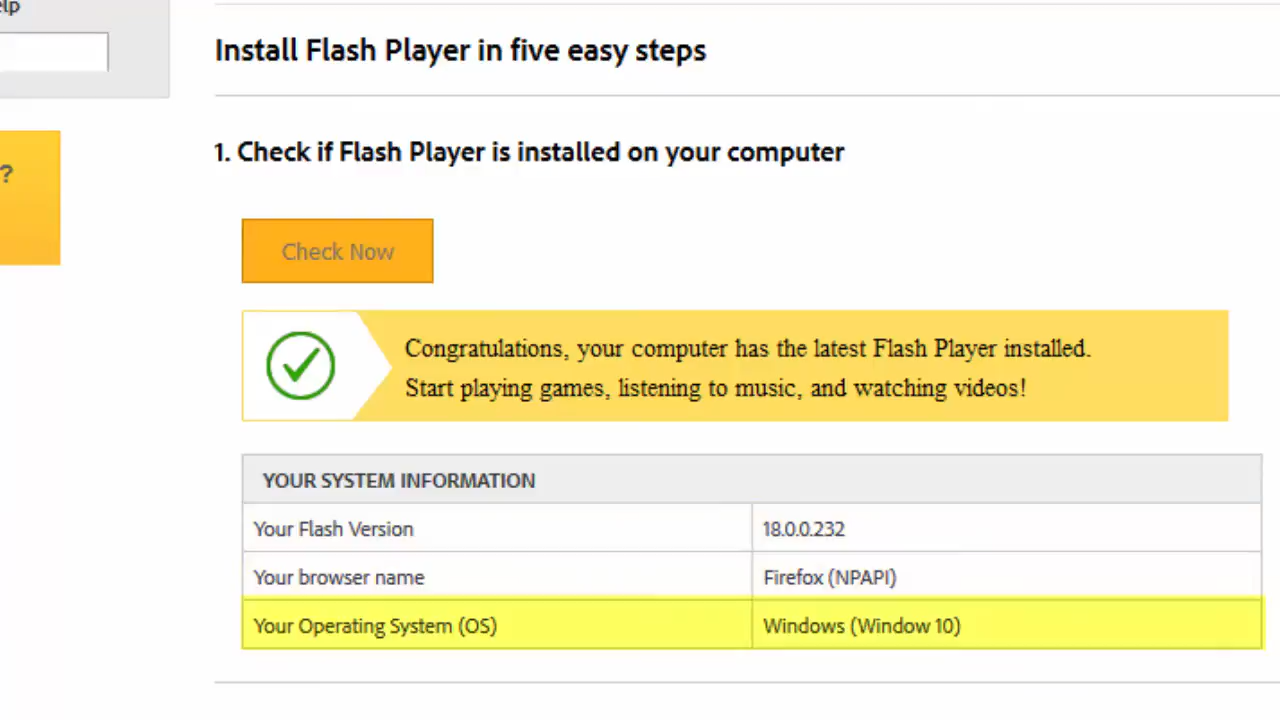 elp
Install Flash Player in five easy steps
1. Check if Flash Player is installed on your computer
?
Check Now
Congratulations, your computer has the latest Flash Player installed.
Start playing games, listening to music, and watching videos!
YOUR SYSTEM INFORMATION
Your Flash Version 18.0.0.232
Your browser name Firefox (NPAPI)
Your Operating System (OS) Windows (Window 10)